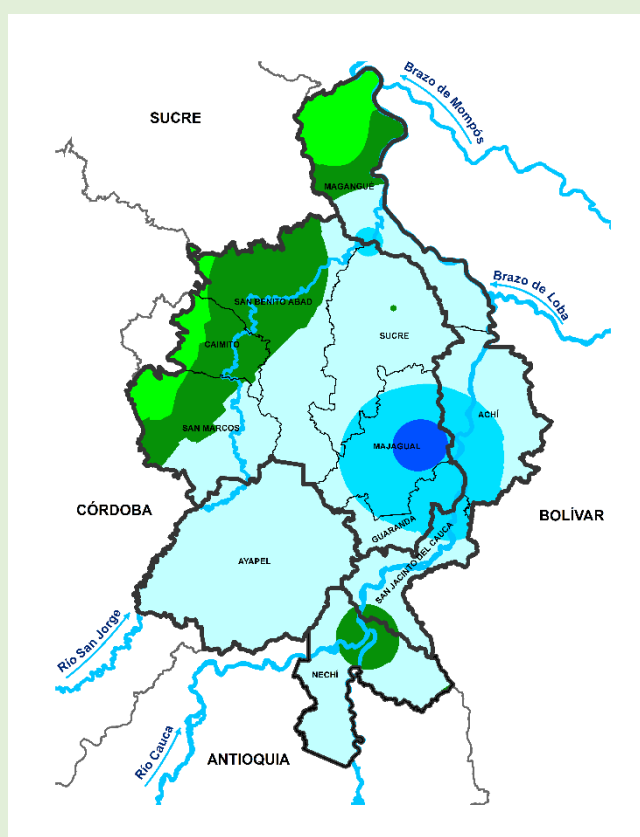 Brazo de Mompós
SUCRE
MAGANGUÉ
Brazo de Loba
SAN BENITO ABAD
SUCRE
CAIMITO
ACHÍ
SAN MARCOS
MAJAGUAL
CÓRDOBA
BOLÍVAR
GUARANDA
AYAPEL
SAN JACINTO DEL CAUCA
Río San Jorge
NECHÍ
Río Cauca
ANTIOQUIA